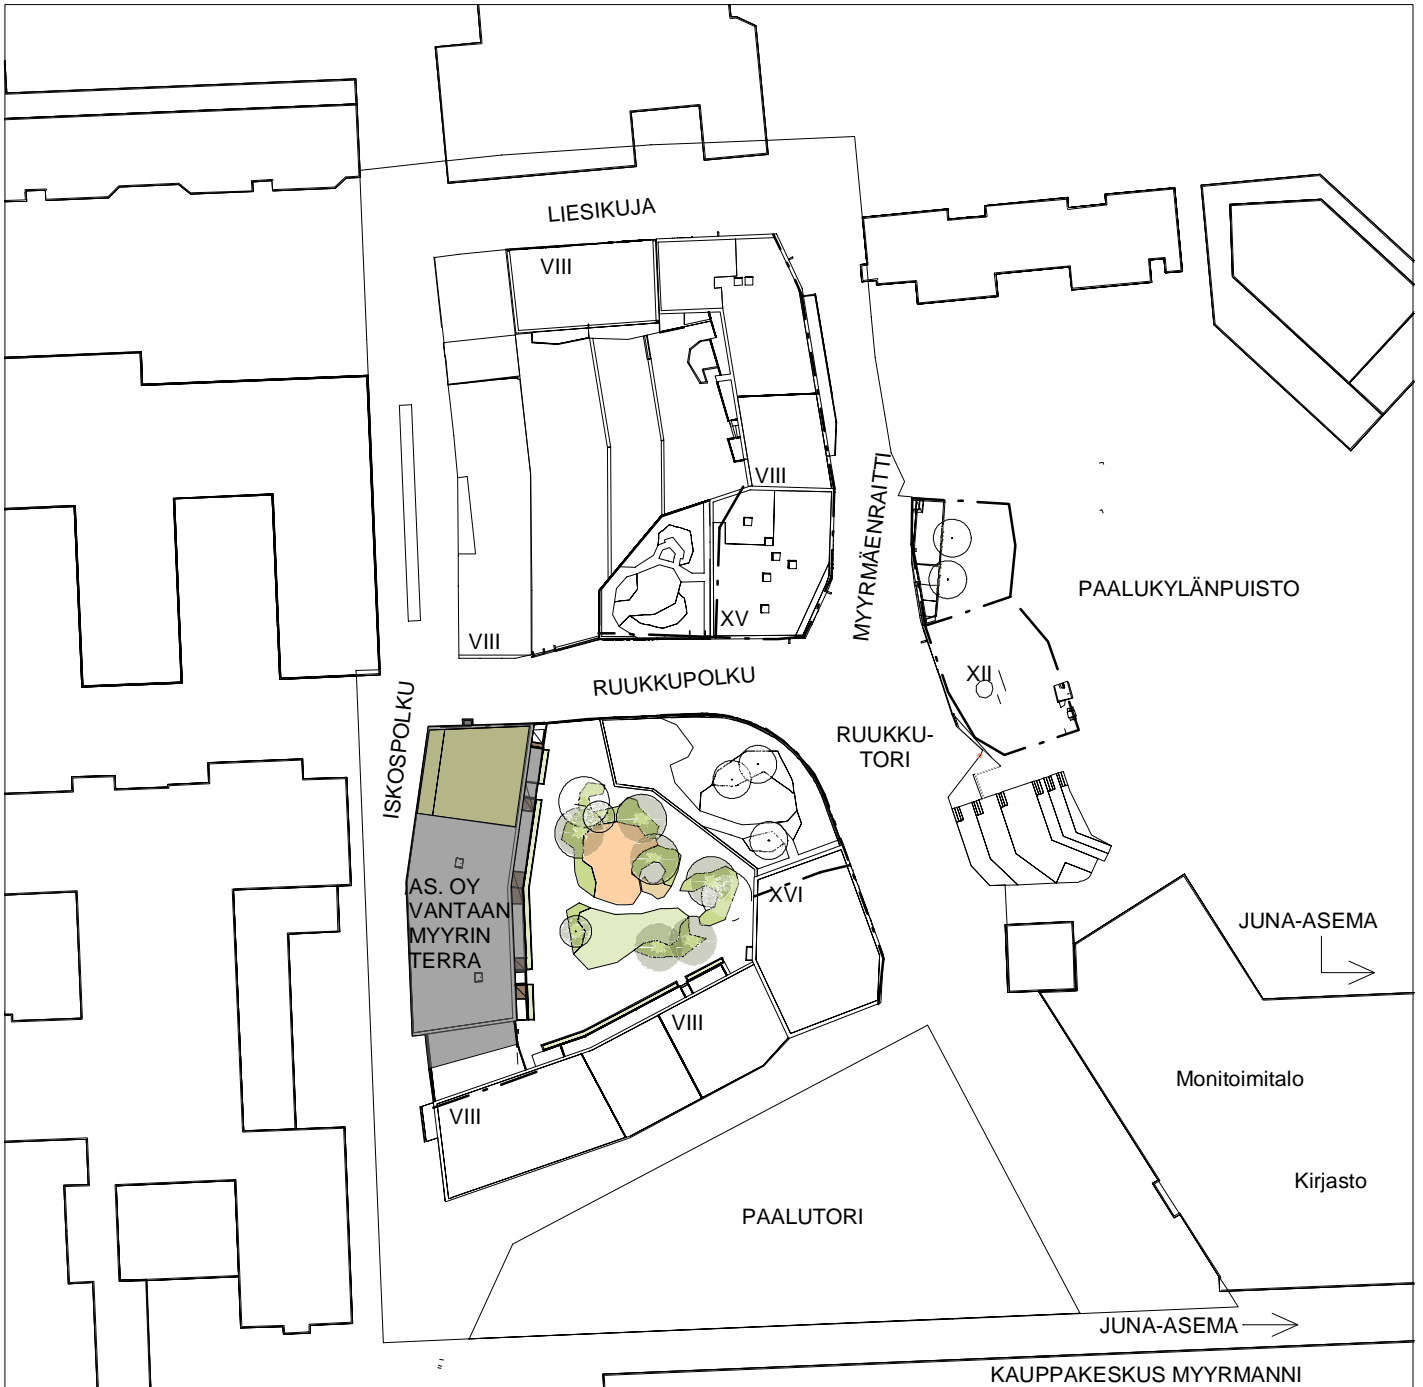 LIESIKUJA
VIII
VIII
MYYRMÄENRAITTI
PAALUKYLÄNPUISTO
XV
VIII
XII
RUUKKUPOLKU
ISKOSPOLKU
RUUKKU-
TORI
AS. OY
VANTAAN
MYYRIN
TERRA
XVI
JUNA-ASEMA
VIII
Monitoimitalo
VIII
Kirjasto
PAALUTORI
JUNA-ASEMA
KAUPPAKESKUS MYYRMANNI